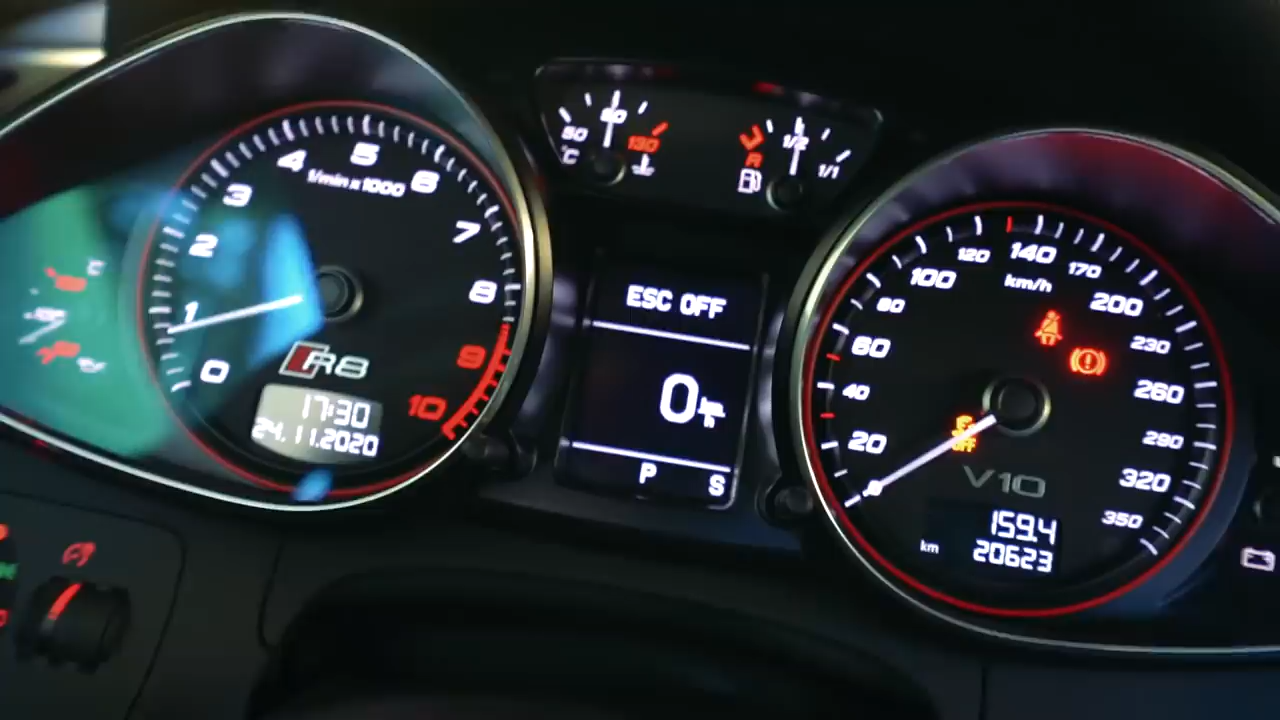 0
1
2
3
4
5
6
7
8
9
10
1/min x 1000
R8
17:30
24.11.2020
°C
90
130
R
1/2
1/1
ESC OFF
0 km/h
P S
20
40
60
80
100
120
140
170
200
230
260
290
320
350
km/h
OFF
V10
159.4
km 20623